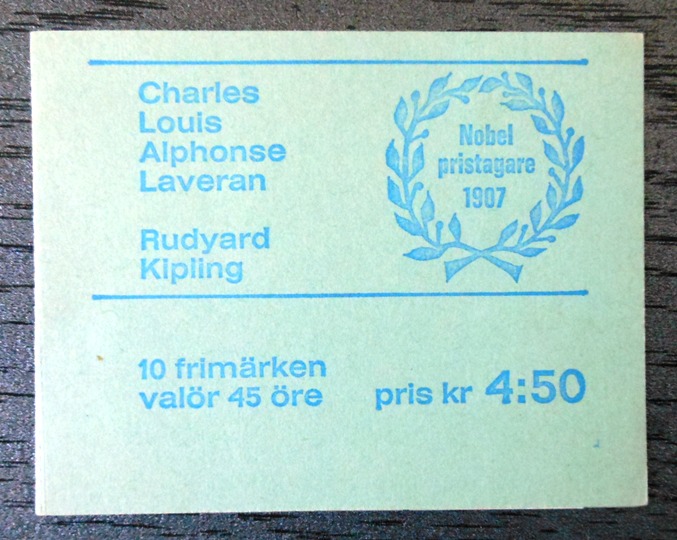 Charles
Louis
Alphonse
Laveran
Rudyard
Kipling
Nobel
pristagare
1907
10 frimärken
valör 45 öre
pris kr 4:50